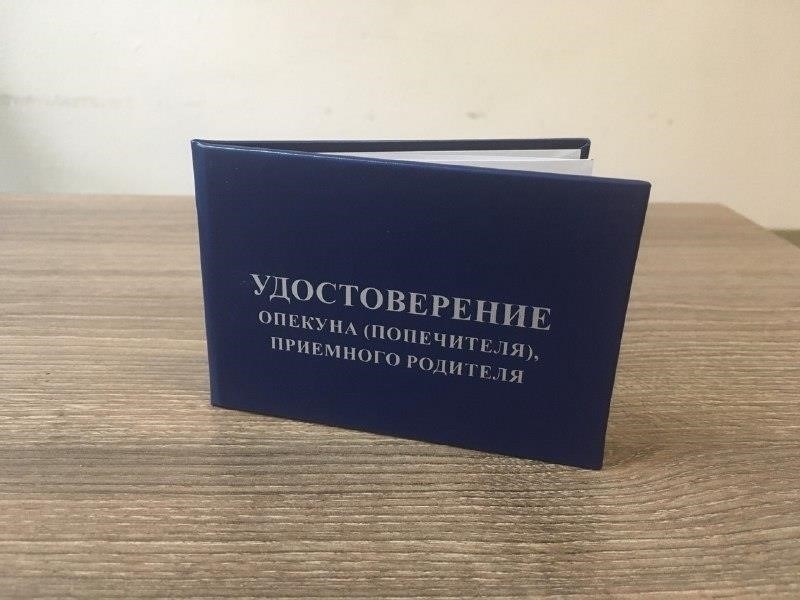 УДОСТОВЕРЕНИЕ
ОПЕКУНА (ПОПЕЧИТЕЛЯ),
ПРИЕМНОГО РОДИТЕЛЯ